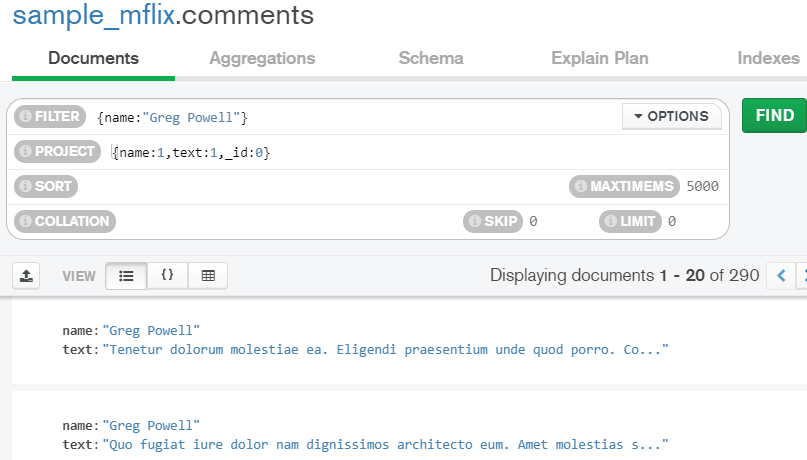 sample_mflix.comments
Documents Aggregations Schema Explain Plan Indexes
FILTER {name:"Greg Powell"} OPTIONS FIND
PROJECT {name:1,text:1,_id:0}
SORT MAXTIMEMS 5000
COLLATION SKIP 0 LIMIT 0
VIEW {} Displaying documents 1 - 20 of 290
name:"Greg Powell"
text:"Tenetur dolorum molestiae ea. Eligendi praesentium unde quod porro. Co..."
name:"Greg Powell"
text:"Quo fugiat iure dolor nam dignissimos architecto eum. Amet molestias s..."